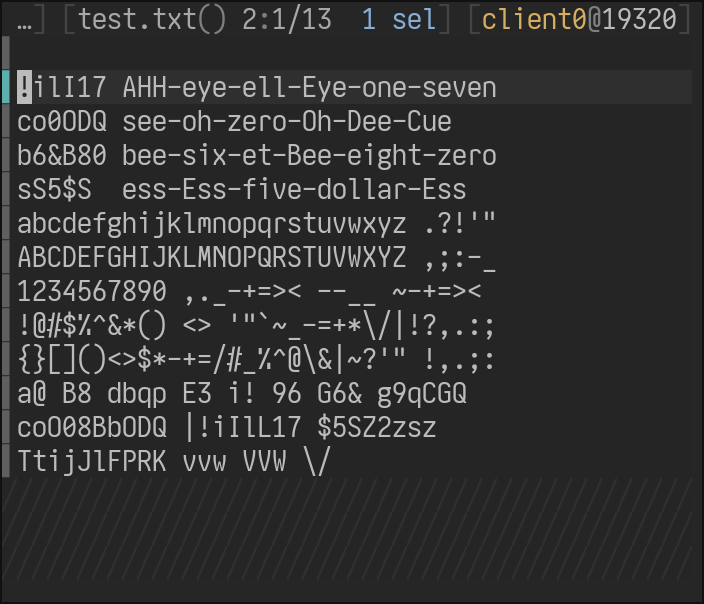 …] [test.txt() 2:1/13  1 sel] [client0@19320]
!ilI17 AHH-eye-ell-Eye-one-seven
co0ODQ see-oh-zero-Oh-Dee-Cue
b6&B80 bee-six-et-Bee-eight-zero
sS5$S  ess-Ess-five-dollar-Ess
abcdefghijklmnopqrstuvwxyz .?!'"
ABCDEFGHIJKLMNOPQRSTUVWXYZ ,;:-_
1234567890 ,._-+=>< --__ ~-+=><
!@#$%^&*() <> '"`~_-=+*\/|!?,.:;
{}[]()<>$*-+=/#_%^@\&|~?'" !,.;:
a@ B8 dbqp E3 i! 96 G6& g9qCGQ
coO08BbODQ |!iIlL17 $5SZ2zsz
TtijJlFPRK vvw VVW \/